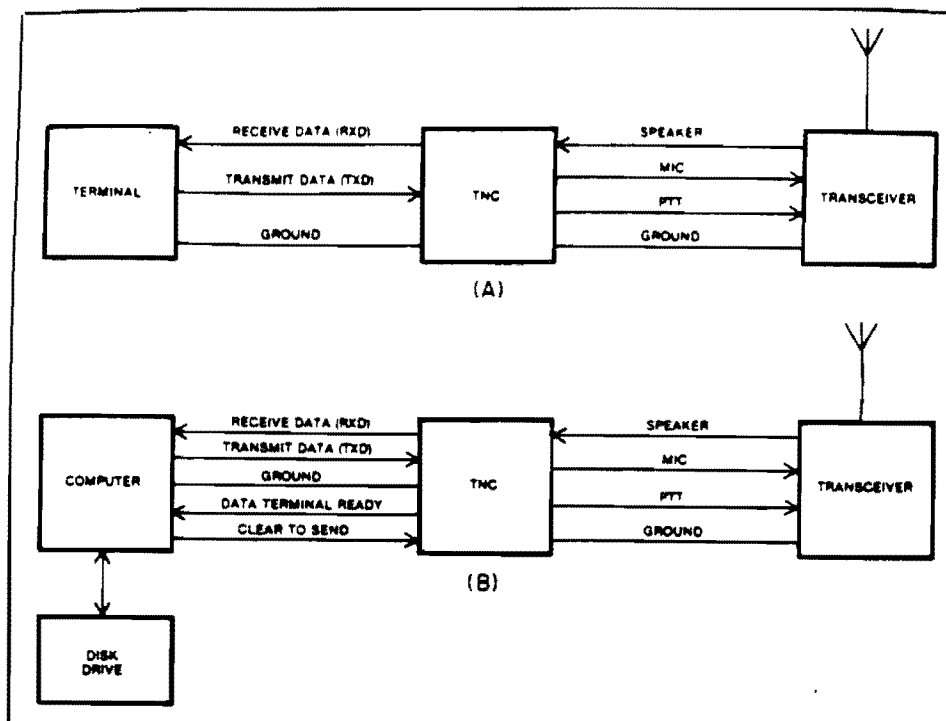 RECEIVE DATA (RXD)
SPEAKER
MIC
TERMINAL
TRANSMIT DATA (TXD)
TNC
PTT
TRANSCEIVER
GROUND
GROUND
(A)
RECEIVE DATA (RXD)
SPEAKER
TRANSMIT DATA (TXD)
MIC
COMPUTER
GROUND
TNC
TRANSCEIVER
DATA TERMINAL READY
PTT
CLEAR TO SEND
GROUND
(B)
DISK
DRIVE